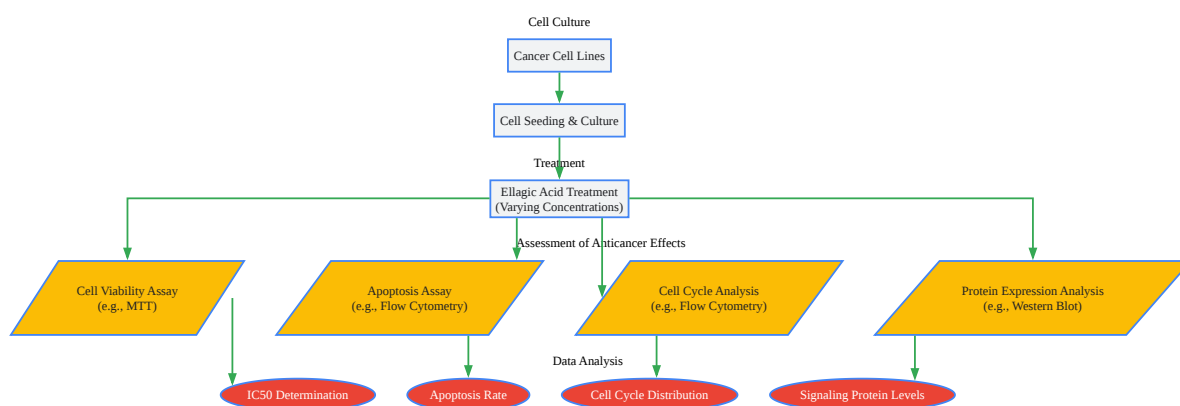 Cell Culture
Cancer Cell Lines
Cell Seeding & Culture
Treatment
Ellagic Acid Treatment
(Varying Concentrations)
Assessment of Anticancer Effects
Cell Viability Assay
(e.g., MTT)
Apoptosis Assay
(e.g., Flow Cytometry)
Cell Cycle Analysis
(e.g., Flow Cytometry)
Protein Expression Analysis
(e.g., Western Blot)
Data Analysis
IC50 Determination
Apoptosis Rate
Cell Cycle Distribution
Signaling Protein Levels